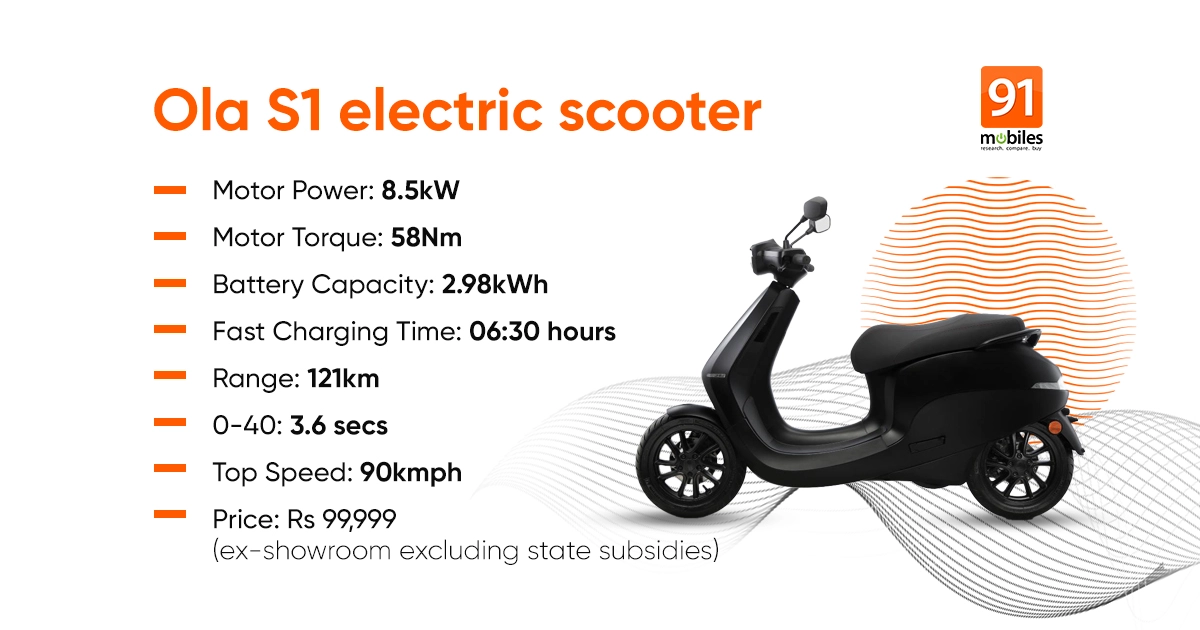 Ola S1 electric scooter
91
mobiles
research. compare. buy
Motor Power: 8.5kW
Motor Torque: 58Nm
Battery Capacity: 2.98kWh
Fast Charging Time: 06:30 hours
Range: 121km
0-40: 3.6 secs
Top Speed: 90kmph
Price: Rs 99,999
(ex-showroom excluding state subsidies)